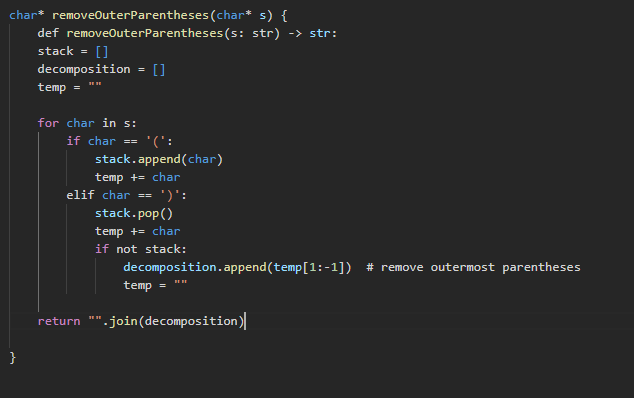 char* removeOuterParentheses(char* s) {
    def removeOuterParentheses(s: str) -> str:
    stack = []
    decomposition = []
    temp = ""

    for char in s:
        if char == '(':
            stack.append(char)
            temp += char
        elif char == ')':
            stack.pop()
            temp += char
            if not stack:
                decomposition.append(temp[1:-1])  # remove outermost parentheses
                temp = ""

    return "".join(decomposition)

}